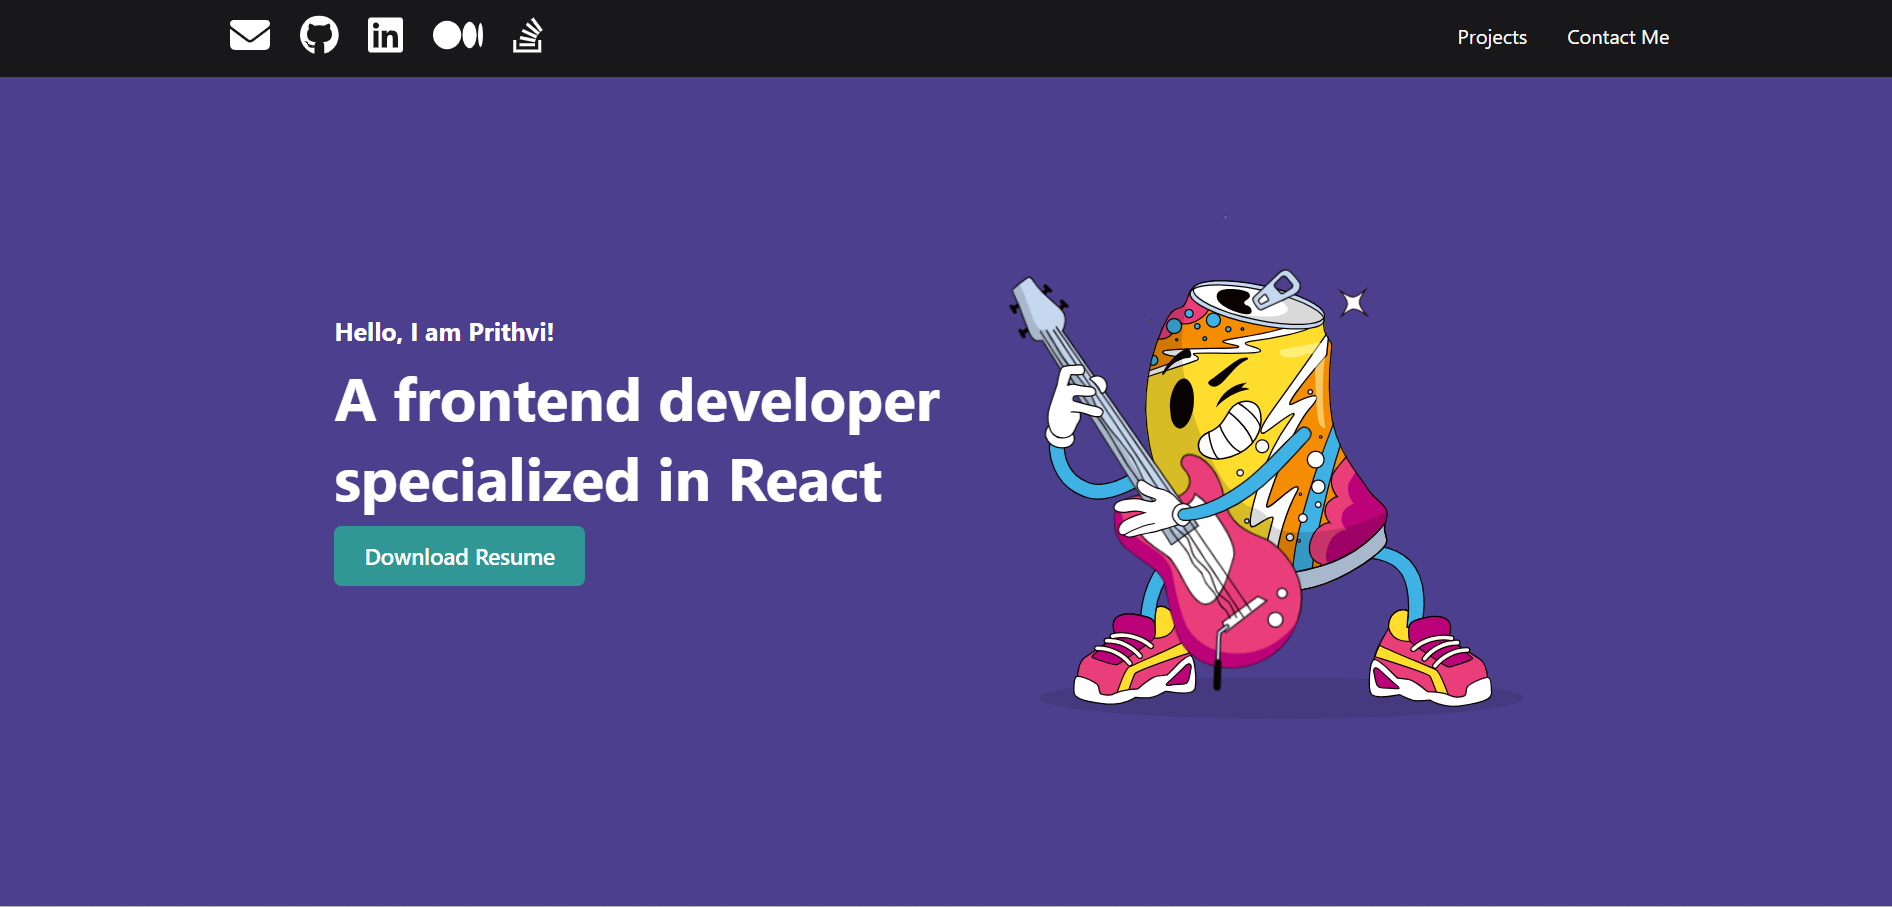 Projects
Contact Me
Hello, I am Prithvi!
A frontend developer
specialized in React
Download Resume